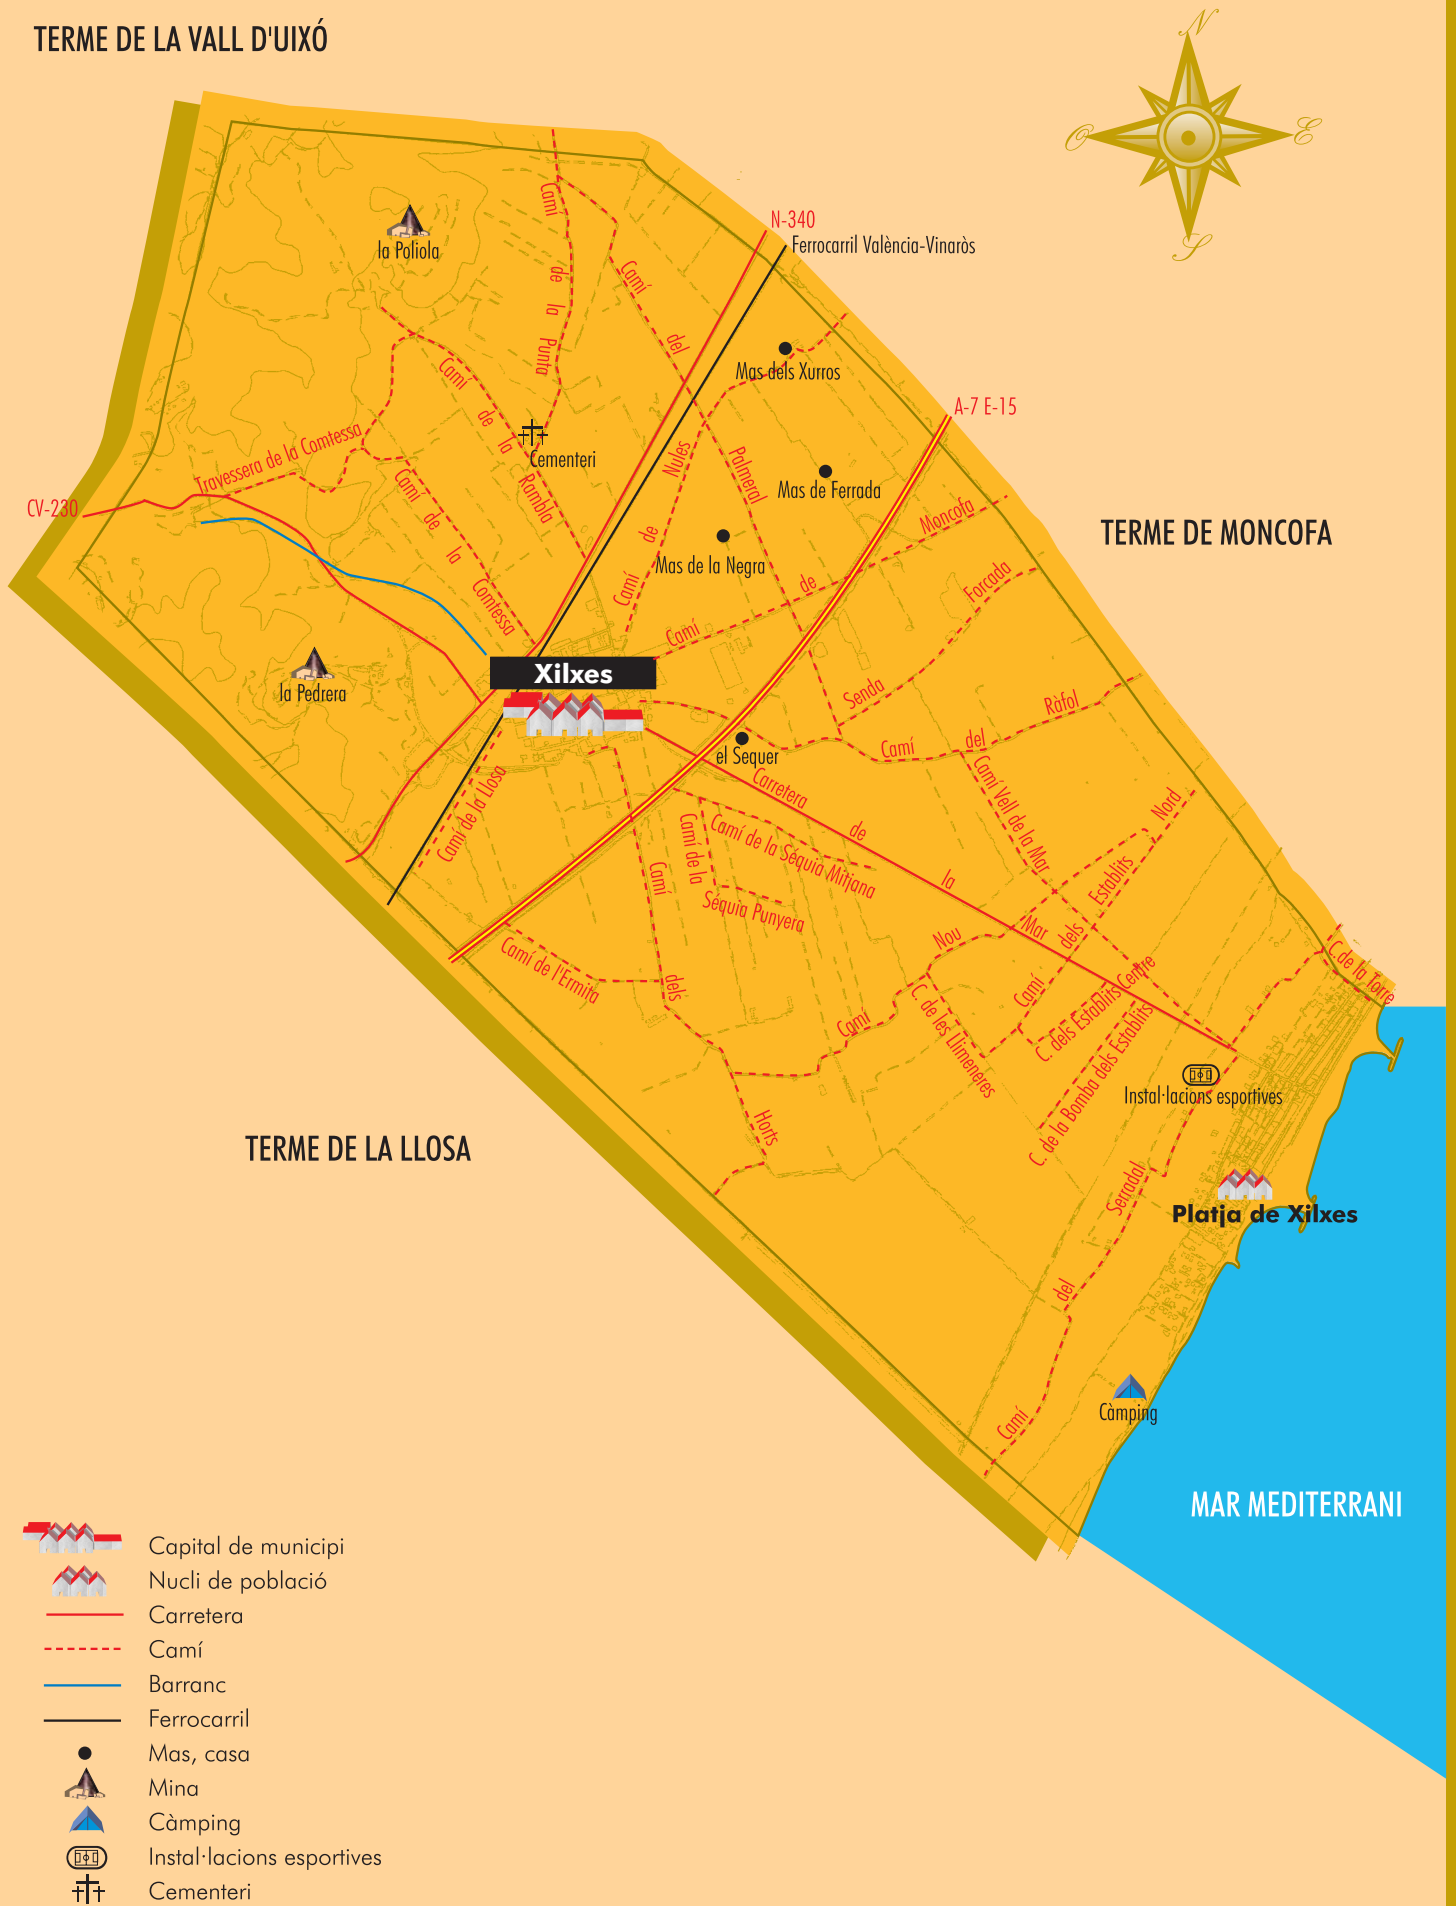 TERME DE LA VALL D'UIXÓ
N
O
E
S
N-340
Ferrocarril València-Vinaròs
la Poliola
Camí de la Punta
Camí del Palmeral
Mas dels Xurros
A-7 E-15
Camí de la Rambla
Cementeri
Travessera de la Comtessa
Camí de Nules
Mas de Ferrada
CV-230
Camí de la Comtessa
Mas de la Negra
Camí de Moncofa
TERME DE MONCOFA
Senda Forcada
Xilxes
la Pedrera
el Sequer
Camí del Ràfol
Camí de la Llosa
Carretera de la Mar
Camí Vell de la Mar
Camí de la Séquia Mitjana
Camí de la Séquia Punyera
Camí dels Establits Nord
Camí de l'Ermita
Camí dels Horts
Camí Nou
C. de les Llimeneres
C. dels Establits Centre
C. de la Bomba dels Establits
C. de la Torre
Instal·lacions esportives
TERME DE LA LLOSA
Platja de Xilxes
Camí del Serradal
Càmping
MAR MEDITERRANI
Capital de municipi
Nucli de població
Carretera
Camí
Barranc
Ferrocarril
Mas, casa
Mina
Càmping
Instal·lacions esportives
Cementeri